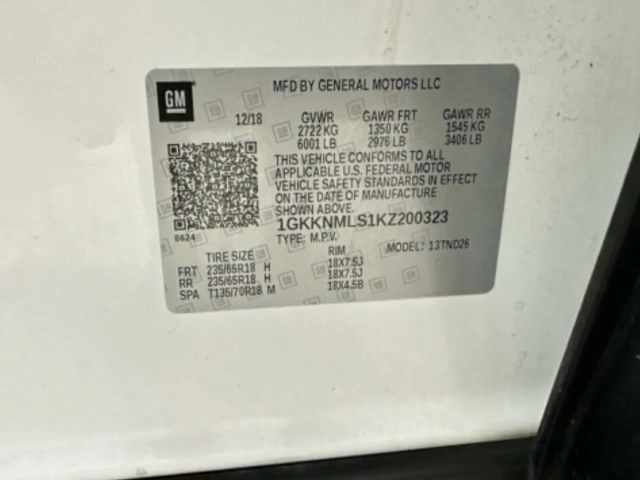 GM
MFD BY GENERAL MOTORS LLC
12/18 GVWR GAWR FRT GAWR RR
2722 KG 1350 KG 1545 KG
6001 LB 2976 LB 3406 LB
THIS VEHICLE CONFORMS TO ALL
APPLICABLE U.S. FEDERAL MOTOR
VEHICLE SAFETY STANDARDS IN EFFECT
ON THE DATE OF MANUFACTURE
SHOWN ABOVE.
1GKKNMLS1KZ200323
8624
TYPE: M.P.V. MODEL: 13TND26
TIRE SIZE RIM
FRT 235/65R18 H 18X7.5J
RR 235/65R18 H 18X7.5J
SPA T135/70R18 M 18X4.5B